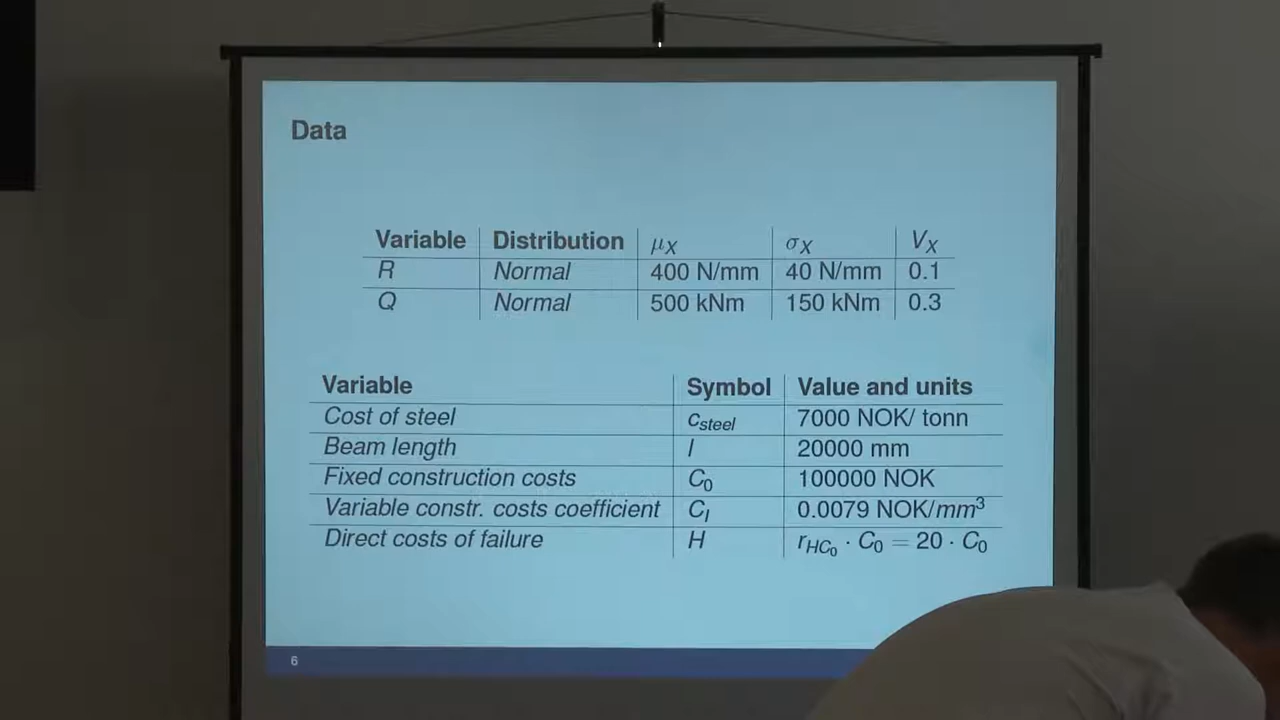 Data
Variable Distribution μX σX VX
R Normal 400 N/mm 40 N/mm 0.1
Q Normal 500 kNm 150 kNm 0.3
Variable Symbol Value and units
Cost of steel csteel 7000 NOK/ tonn
Beam length l 20000 mm
Fixed construction costs C0 100000 NOK
Variable constr. costs coefficient CI 0.0079 NOK/mm³
Direct costs of failure H rHC0 · C0 = 20 · C0
6